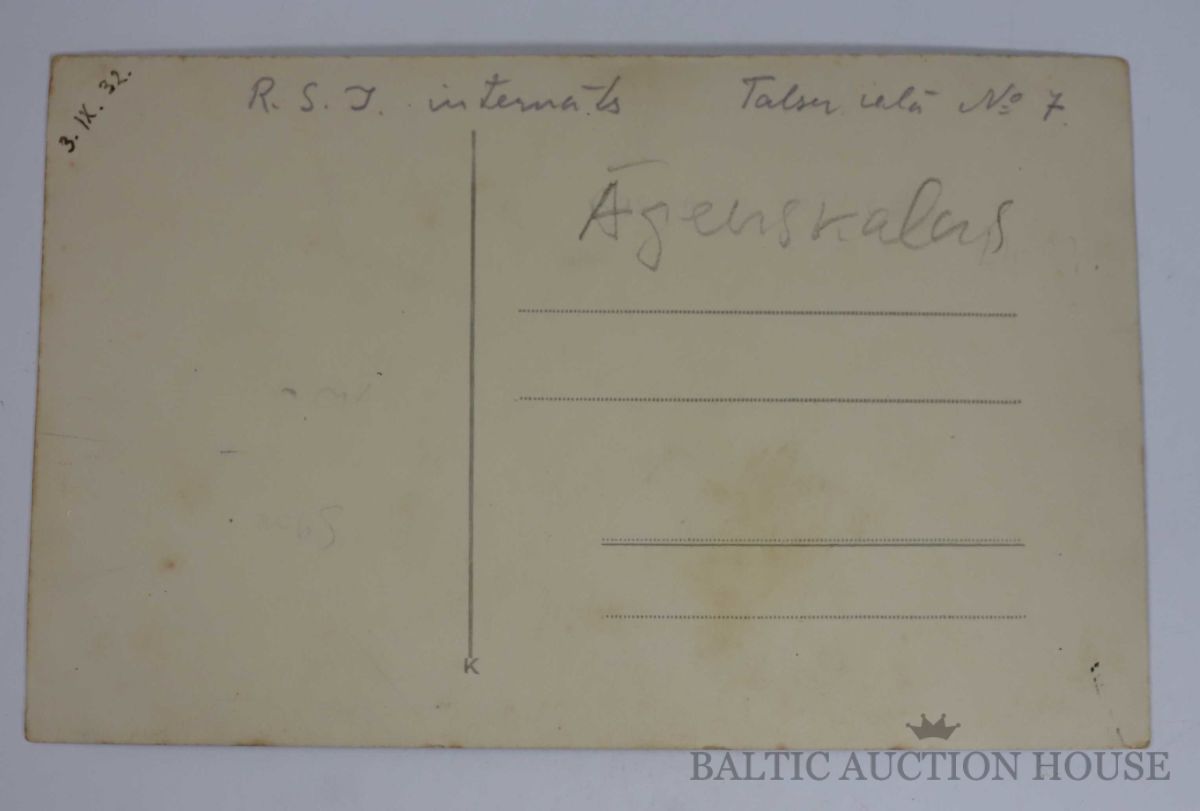 3. IX. 32.
R. S. I. internāts Talsu ielā № 7.
Āgenskalns
K
BALTIC AUCTION HOUSE